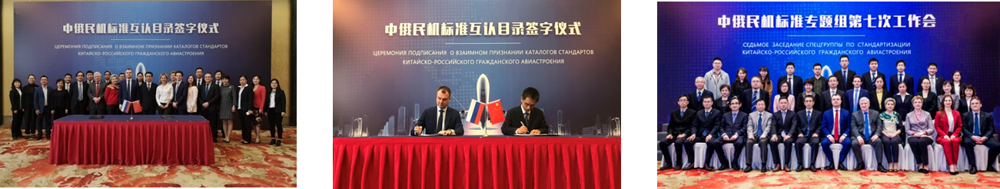 中俄民机标准互认目录签字仪式
ЦЕРЕМОНИЯ ПОДПИСАНИЯ О ВЗАИМНОМ ПРИЗНАНИИ КАТАЛОГОВ СТАНДАРТОВ
КИТАЙСКО-РОССИЙСКОГО ГРАЖДАНСКОГО АВИАСТРОЕНИЯ
中俄民机标准互认目录签字仪式
ЦЕРЕМОНИЯ ПОДПИСАНИЯ О ВЗАИМНОМ ПРИЗНАНИИ КАТАЛОГОВ СТАНДАРТОВ
КИТАЙСКО-РОССИЙСКОГО ГРАЖДАНСКОГО АВИАСТРОЕНИЯ
中俄民机标准专题组第七次工作会
СЕДЬМОЕ ЗАСЕДАНИЕ СПЕЦГРУППЫ ПО СТАНДАРТИЗАЦИИ
КИТАЙСКО-РОССИЙСКОГО ГРАЖДАНСКОГО АВИАСТРОЕНИЯ